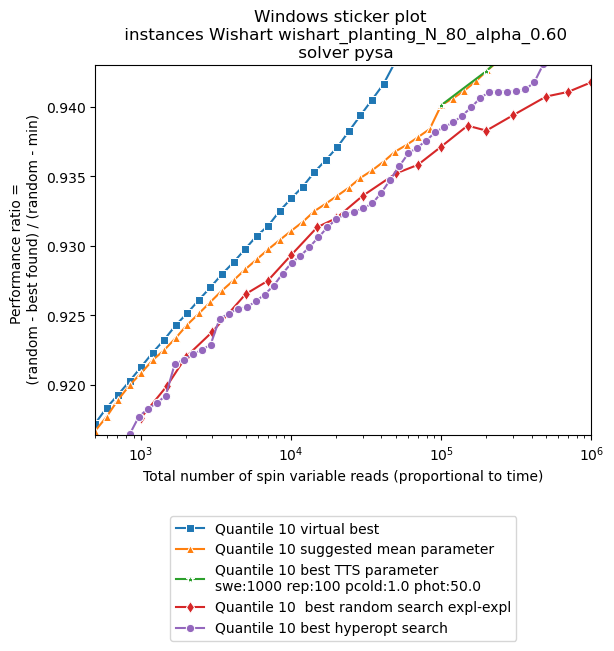 Windows sticker plot
instances Wishart wishart_planting_N_80_alpha_0.60
solver pysa
Performance ratio =
(random - best found) / (random - min)
0.940
0.935
0.930
0.925
0.920
10³
10⁴
10⁵
10⁶
Total number of spin variable reads (proportional to time)
Quantile 10 virtual best
Quantile 10 suggested mean parameter
Quantile 10 best TTS parameter
swe:1000 rep:100 pcold:1.0 phot:50.0
Quantile 10  best random search expl-expl
Quantile 10 best hyperopt search